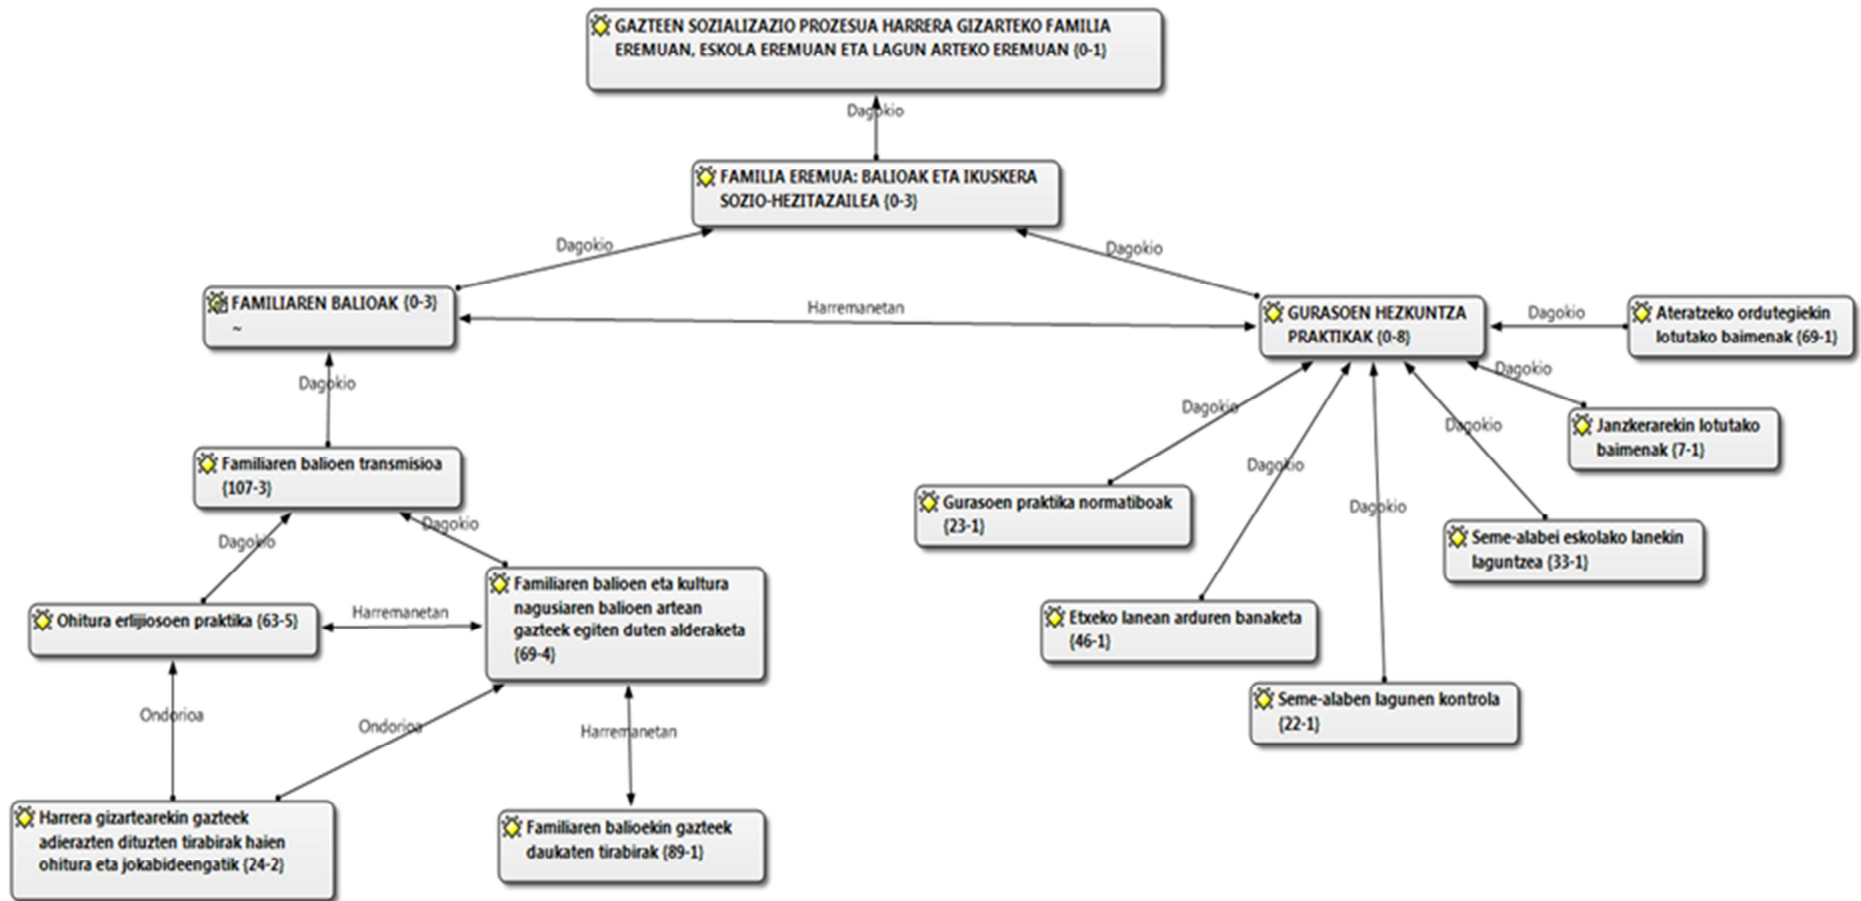 GAZTEEN SOZIALIZAZIO PROZESUA HARRERA GIZARTEKO FAMILIA
EREMUAN, ESKOLA EREMUAN ETA LAGUN ARTEKO EREMUAN {0-1}
Dagokio
FAMILIA EREMUA: BALIOAK ETA IKUSKERA
SOZIO-HEZITAZAILEA {0-3}
Dagokio
Dagokio
FAMILIAREN BALIOAK {0-3}
~
Harremanetan
GURASOEN HEZKUNTZA
PRAKTIKAK {0-8}
Dagokio
Ateratzeko ordutegiekin
lotutako baimenak {69-1}
Dagokio
Dagokio
Dagokio
Dagokio
Janzkerarekin lotutako
baimenak {7-1}
Familiaren balioen transmisioa
{107-3}
Dagokio
Gurasoen praktika normatiboak
{23-1}
Dagokio
Dagokio
Dagokio
Seme-alabei eskolako lanekin
laguntzea {33-1}
Familiaren balioen eta kultura
nagusiaren balioen artean
gazteek egiten duten alderaketa
{69-4}
Ohitura erlijiosoen praktika {63-5}
Harremanetan
Etxeko lanean arduren banaketa
{46-1}
Seme-alaben lagunen kontrola
{22-1}
Ondorioa
Ondorioa
Harremanetan
Harrera gizartearekin gazteek
adierazten dituzten tirabirak haien
ohitura eta jokabideengatik {24-2}
Familiaren balioekin gazteek
daukaten tirabirak {89-1}